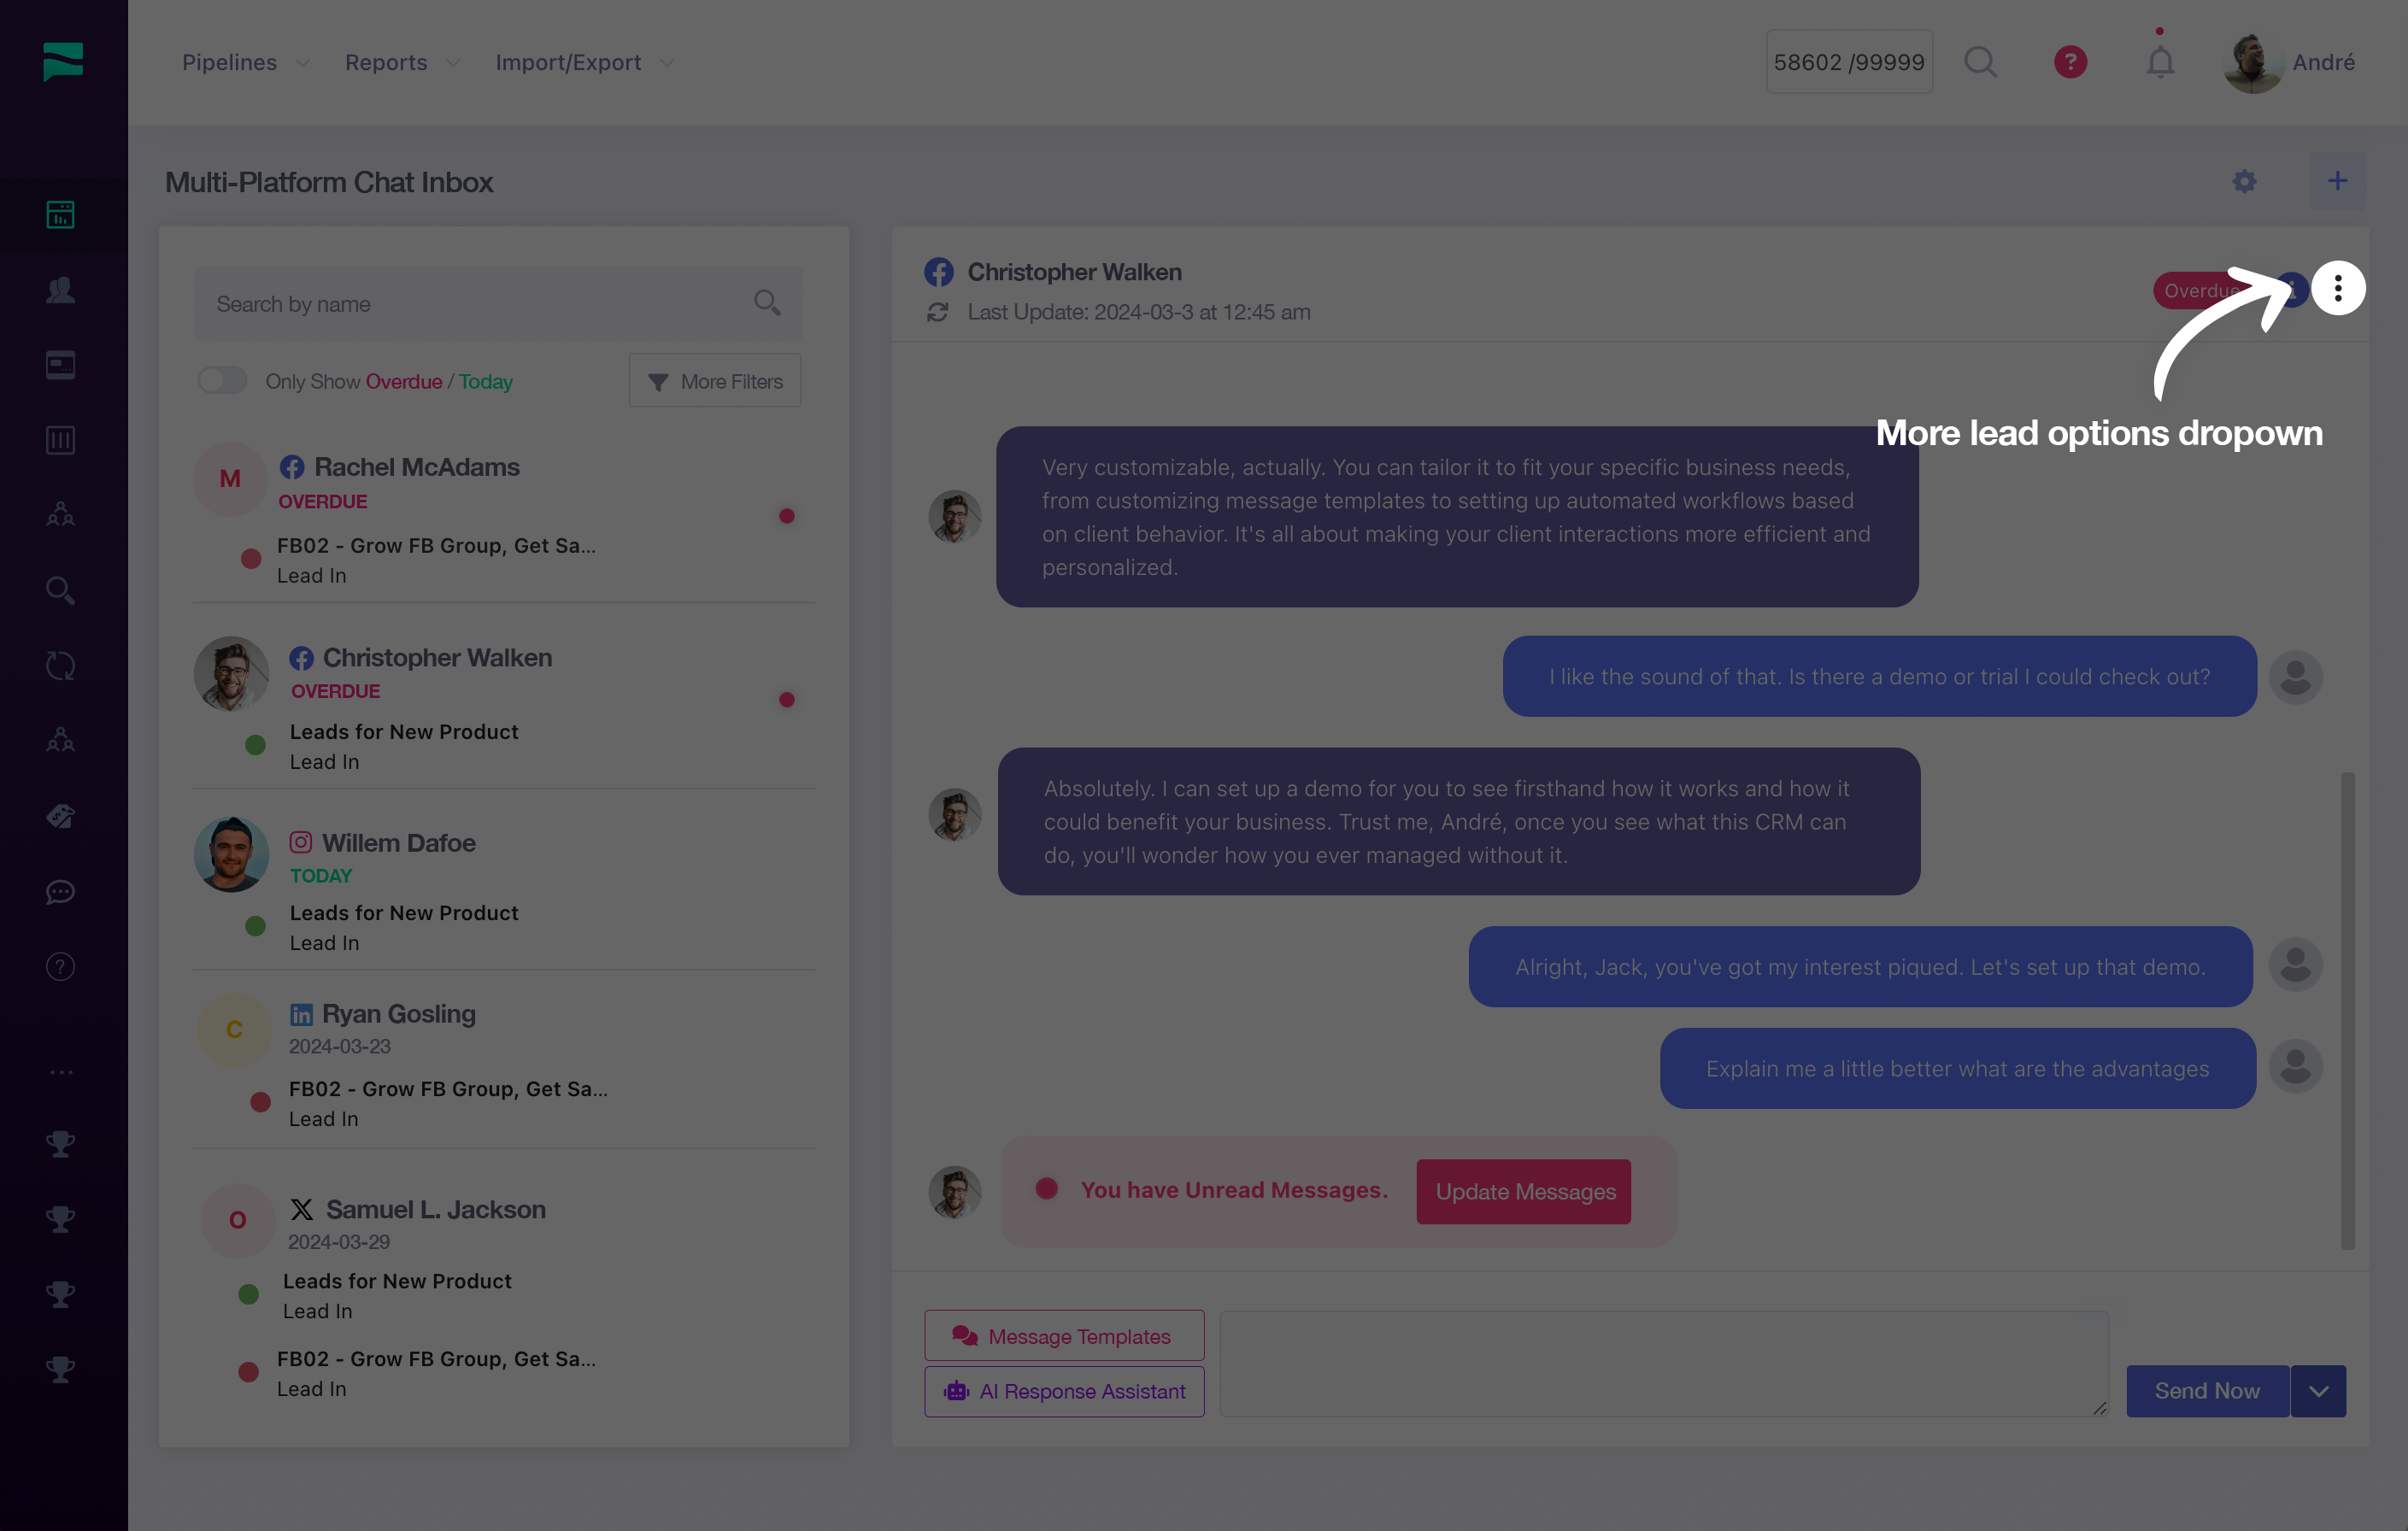 Pipelines
Reports
Import/Export
58602 /99999
?
André
Multi-Platform Chat Inbox
+
Search by name
Only Show Overdue / Today
More Filters
M
Rachel McAdams
OVERDUE
FB02 - Grow FB Group, Get Sa...
Lead In
Christopher Walken
OVERDUE
Leads for New Product
Lead In
Willem Dafoe
TODAY
Leads for New Product
Lead In
C
Ryan Gosling
2024-03-23
FB02 - Grow FB Group, Get Sa...
Lead In
O
Samuel L. Jackson
2024-03-29
Leads for New Product
Lead In
FB02 - Grow FB Group, Get Sa...
Lead In
Christopher Walken
Last Update: 2024-03-3 at 12:45 am
Overdue
More lead options dropown
Very customizable, actually. You can tailor it to fit your specific business needs,
from customizing message templates to setting up automated workflows based
on client behavior. It's all about making your client interactions more efficient and
personalized.
I like the sound of that. Is there a demo or trial I could check out?
Absolutely. I can set up a demo for you to see firsthand how it works and how it
could benefit your business. Trust me, André, once you see what this CRM can
do, you'll wonder how you ever managed without it.
Alright, Jack, you've got my interest piqued. Let's set up that demo.
Explain me a little better what are the advantages
You have Unread Messages.
Update Messages
Message Templates
AI Response Assistant
Send Now